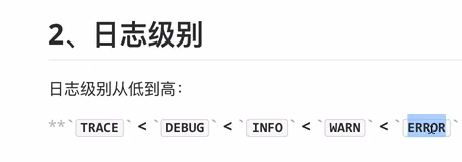 2、日志级别
日志级别从低到高：
**`TRACE` < `DEBUG` < `INFO` < `WARN` < `ERROR`